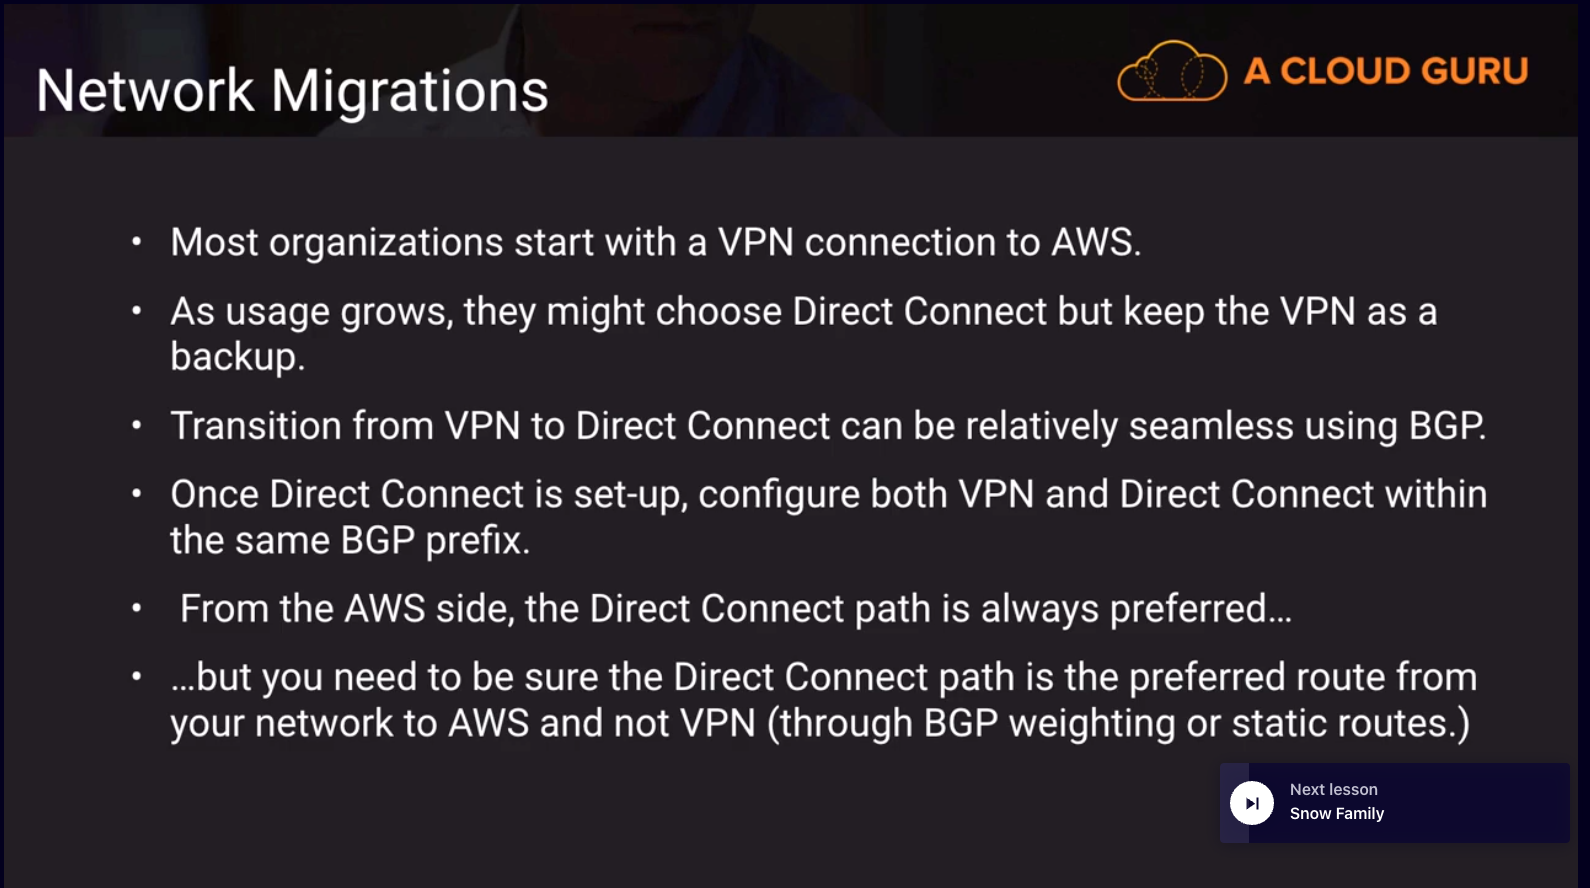 Network Migrations
A CLOUD GURU
• Most organizations start with a VPN connection to AWS.
• As usage grows, they might choose Direct Connect but keep the VPN as a
backup.
• Transition from VPN to Direct Connect can be relatively seamless using BGP.
• Once Direct Connect is set-up, configure both VPN and Direct Connect within
the same BGP prefix.
• From the AWS side, the Direct Connect path is always preferred...
• ...but you need to be sure the Direct Connect path is the preferred route from
your network to AWS and not VPN (through BGP weighting or static routes.)
Next lesson
Snow Family